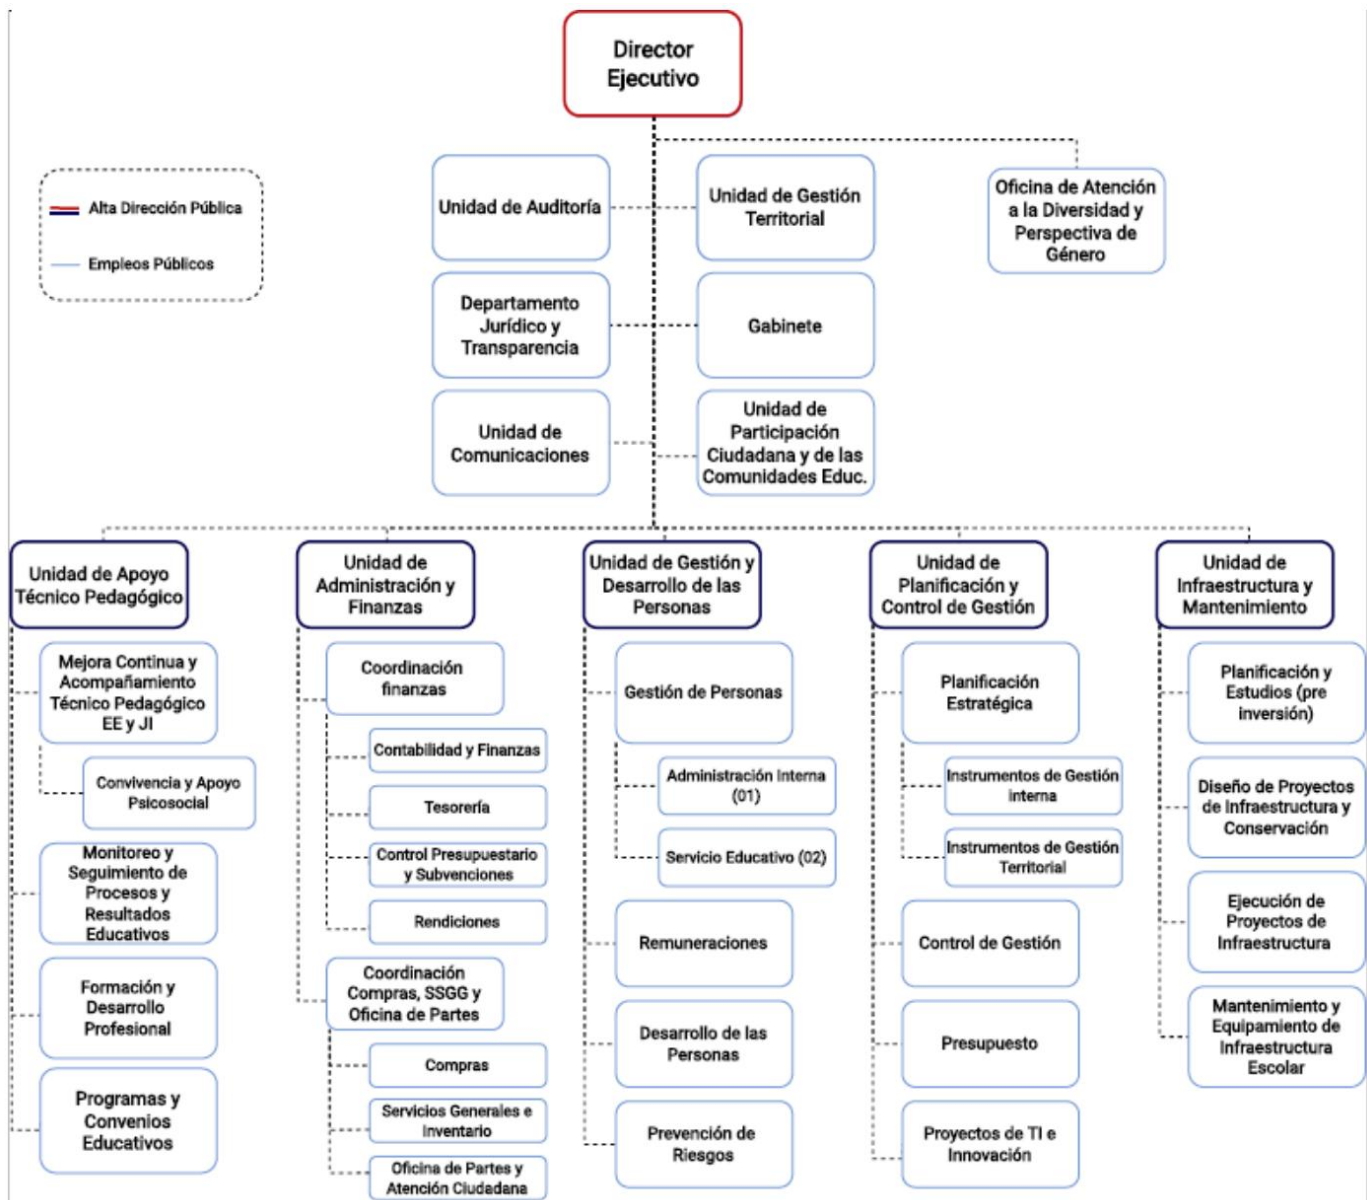 Director
Ejecutivo
Alta Dirección Pública
Empleos Públicos
Unidad de Auditoría
Unidad de Gestión
Territorial
Oficina de Atención
a la Diversidad y
Perspectiva de
Género
Departamento
Jurídico y
Transparencia
Gabinete
Unidad de
Comunicaciones
Unidad de
Participación
Ciudadana y de las
Comunidades Educ.
Unidad de Apoyo
Técnico Pedagógico
Mejora Continua y
Acompañamiento
Técnico Pedagógico
EE y JI
Convivencia y Apoyo
Psicosocial
Monitoreo y
Seguimiento de
Procesos y
Resultados
Educativos
Formación y
Desarrollo
Profesional
Programas y
Convenios
Educativos
Unidad de
Administración y
Finanzas
Coordinación
finanzas
Contabilidad y Finanzas
Tesorería
Control Presupuestario
y Subvenciones
Rendiciones
Coordinación
Compras, SSGG y
Oficina de Partes
Compras
Servicios Generales e
Inventario
Oficina de Partes y
Atención Ciudadana
Unidad de Gestión y
Desarrollo de las
Personas
Gestión de Personas
Administración Interna
(01)
Servicio Educativo (02)
Remuneraciones
Desarrollo de las
Personas
Prevención de
Riesgos
Unidad de
Planificación y
Control de Gestión
Planificación
Estratégica
Instrumentos de Gestión
interna
Instrumentos de Gestión
Territorial
Control de Gestión
Presupuesto
Proyectos de TI e
Innovación
Unidad de
Infraestructura y
Mantenimiento
Planificación y
Estudios (pre
inversión)
Diseño de Proyectos
de Infraestructura y
Conservación
Ejecución de
Proyectos de
Infraestructura
Mantenimiento y
Equipamiento de
Infraestructura
Escolar